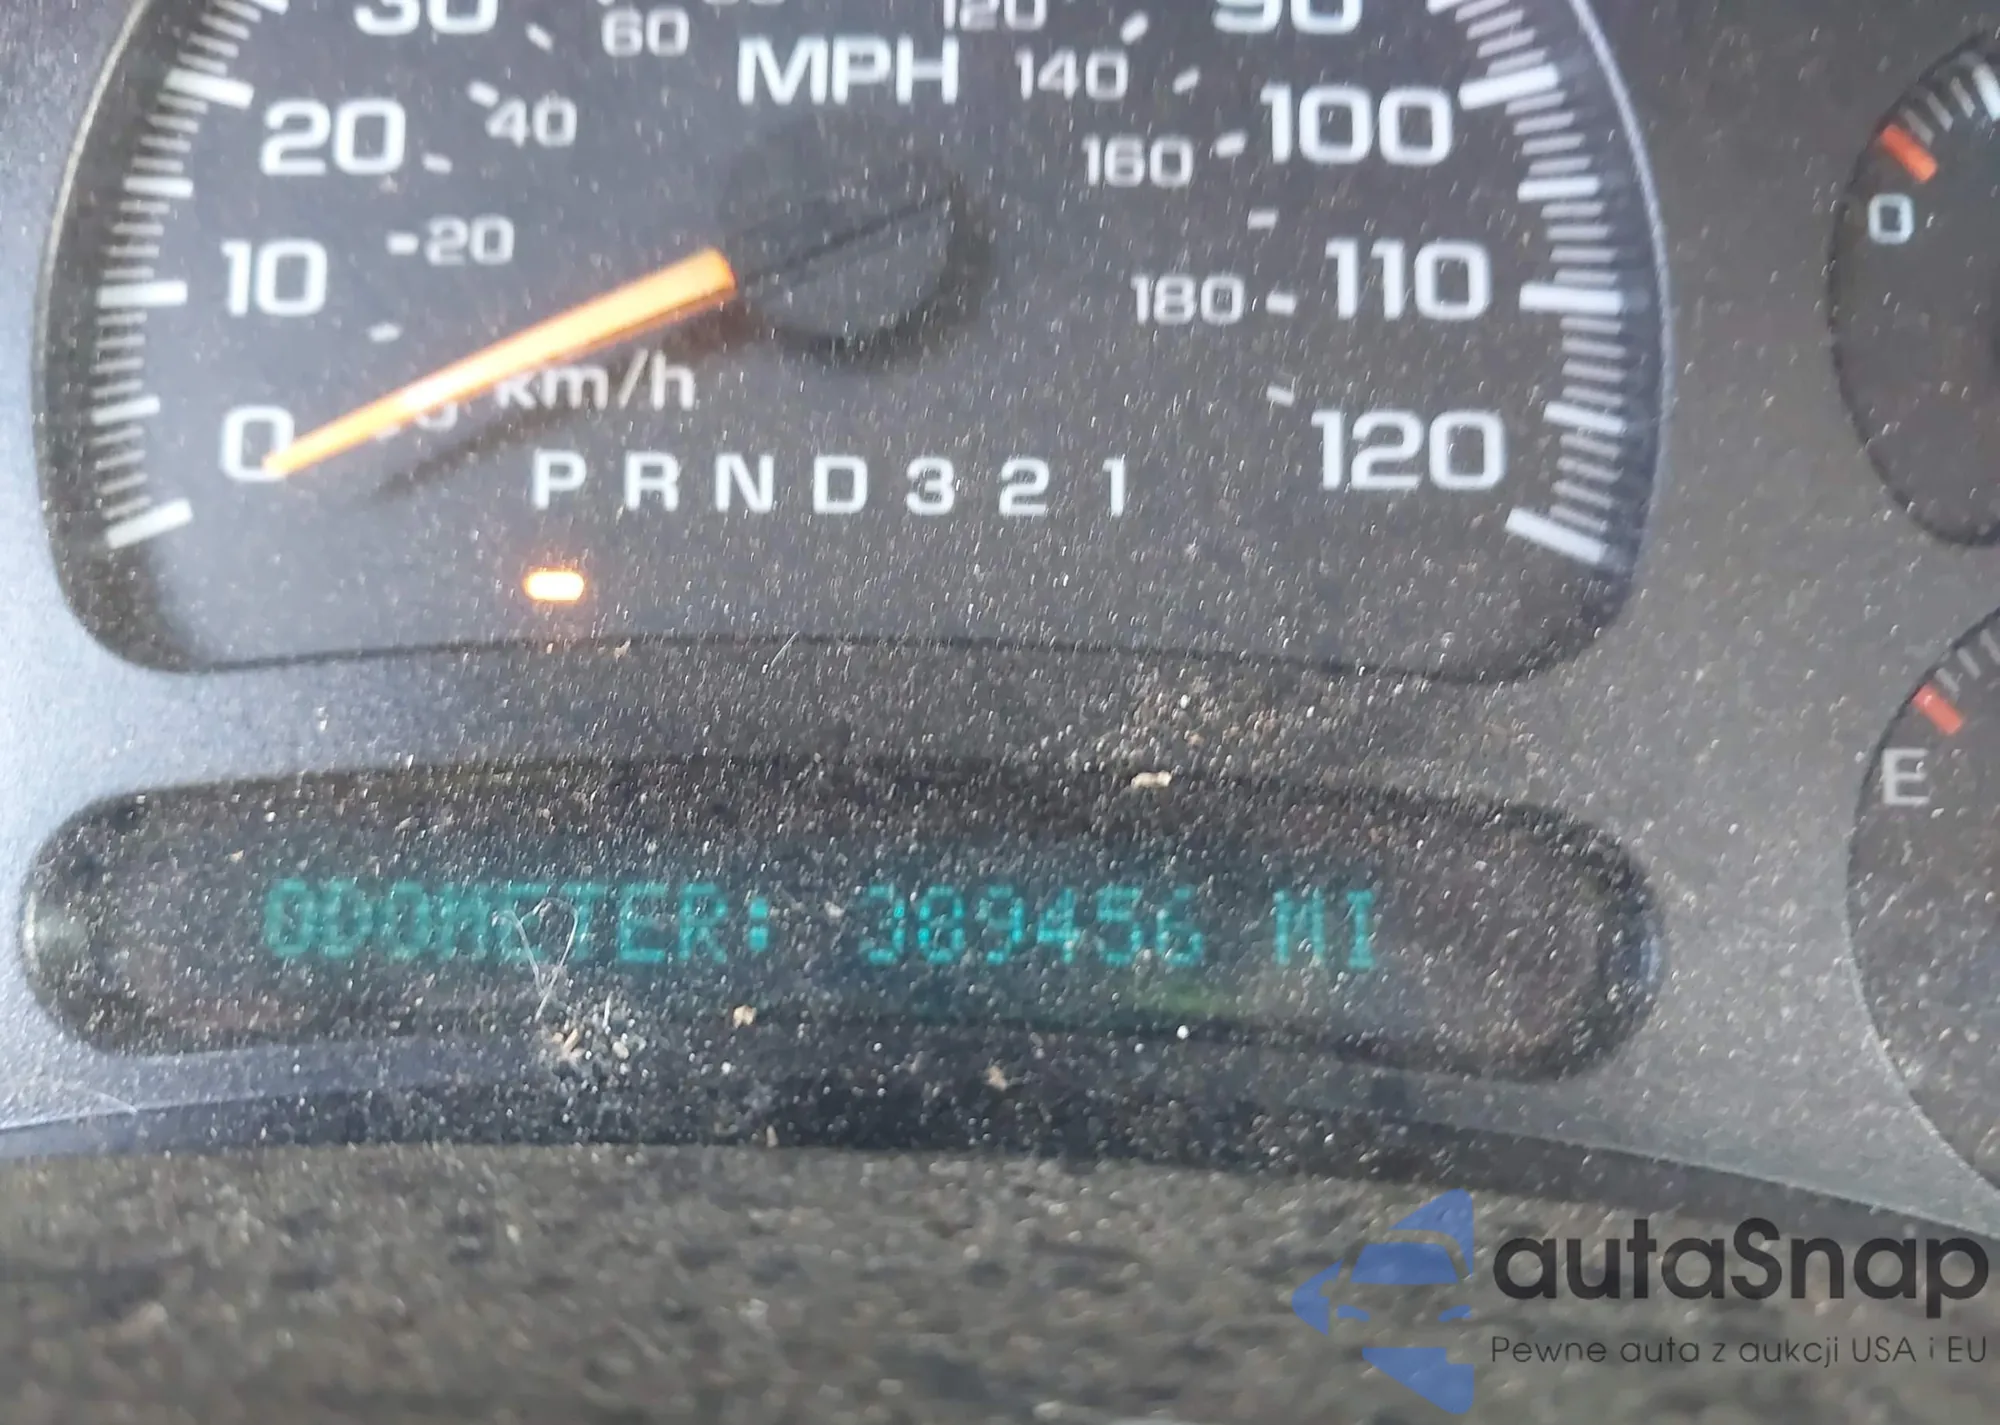 30 60 120 90
MPH
20 40 140 100
160
10 20 180 110
0
km/h
0 120
P R N D 3 2 1
E
ODOMETER: 389456 MI
autaSnap
Pewne auta z aukcji USA i EU